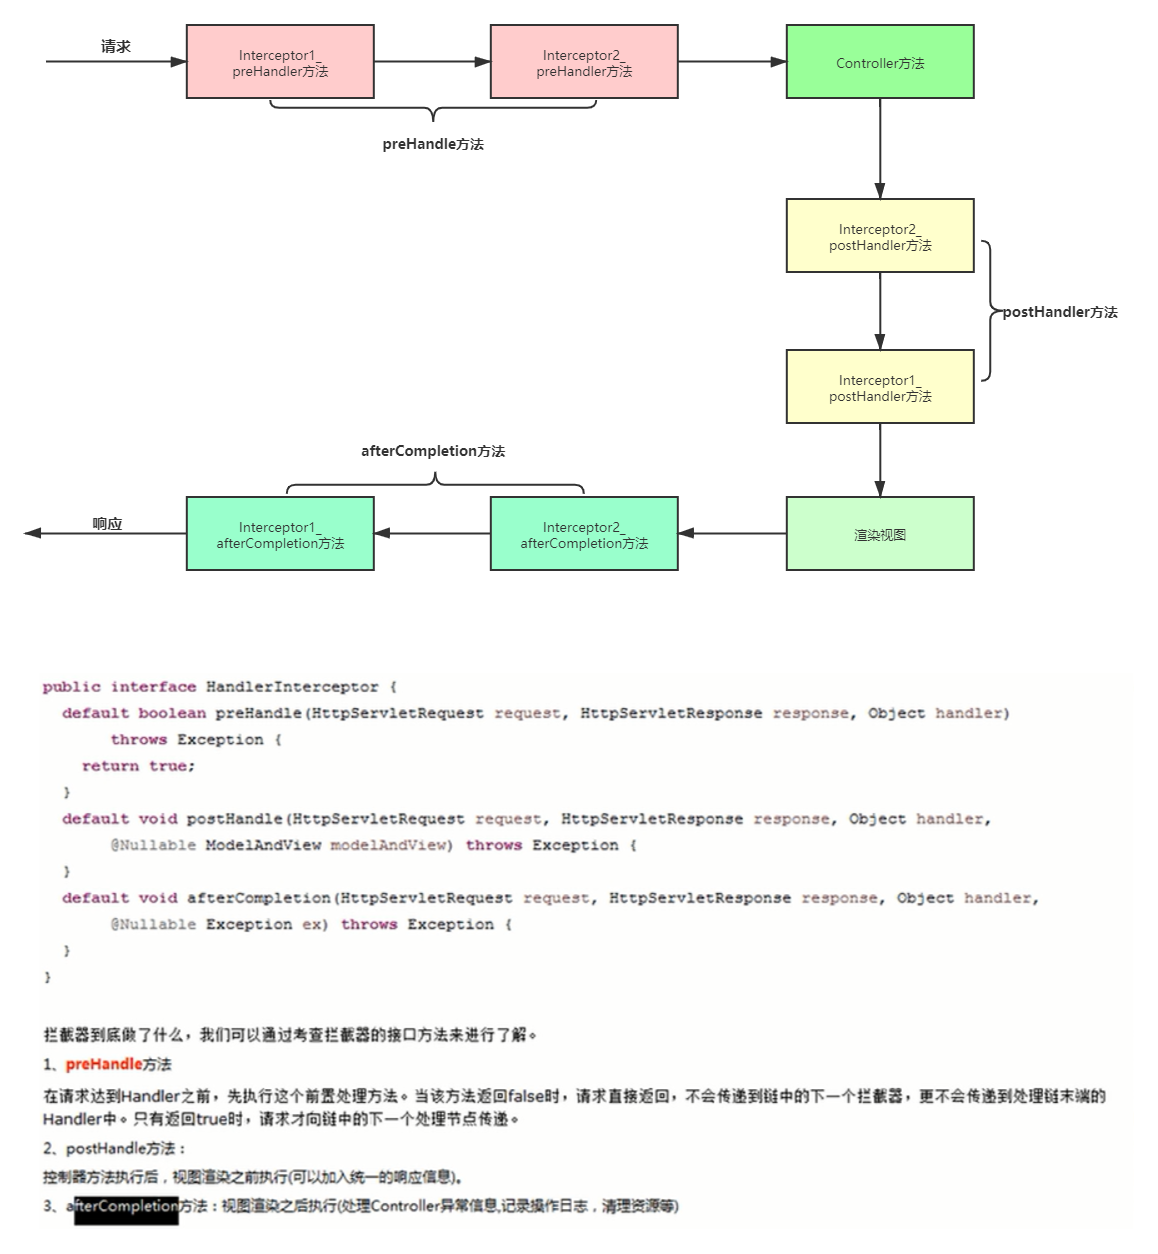 请求
Interceptor1_
preHandler方法
Interceptor2_
preHandler方法
Controller方法
preHandle方法
Interceptor2_
postHandler方法
postHandler方法
Interceptor1_
postHandler方法
afterCompletion方法
响应
Interceptor1_
afterCompletion方法
Interceptor2_
afterCompletion方法
渲染视图
public interface HandlerInterceptor {
default boolean preHandle(HttpServletRequest request, HttpServletResponse response, Object handler)
throws Exception {
return true;
}
default void postHandle(HttpServletRequest request, HttpServletResponse response, Object handler,
@Nullable ModelAndView modelAndView) throws Exception {
}
default void afterCompletion(HttpServletRequest request, HttpServletResponse response, Object handler,
@Nullable Exception ex) throws Exception {
}
}
拦截器到底做了什么，我们可以通过考查拦截器的接口方法来进行了解。
1、preHandle方法
在请求达到Handler之前，先执行这个前置处理方法。当该方法返回false时，请求直接返回，不会传递到链中的下一个拦截器，更不会传递到处理链末端的
Handler中。只有返回true时，请求才向链中的下一个处理节点传递。
2、postHandle方法：
控制器方法执行后，视图渲染之前执行(可以加入统一的响应信息)。
3、afterCompletion方法：视图渲染之后执行(处理Controller异常信息,记录操作日志，清理资源等)